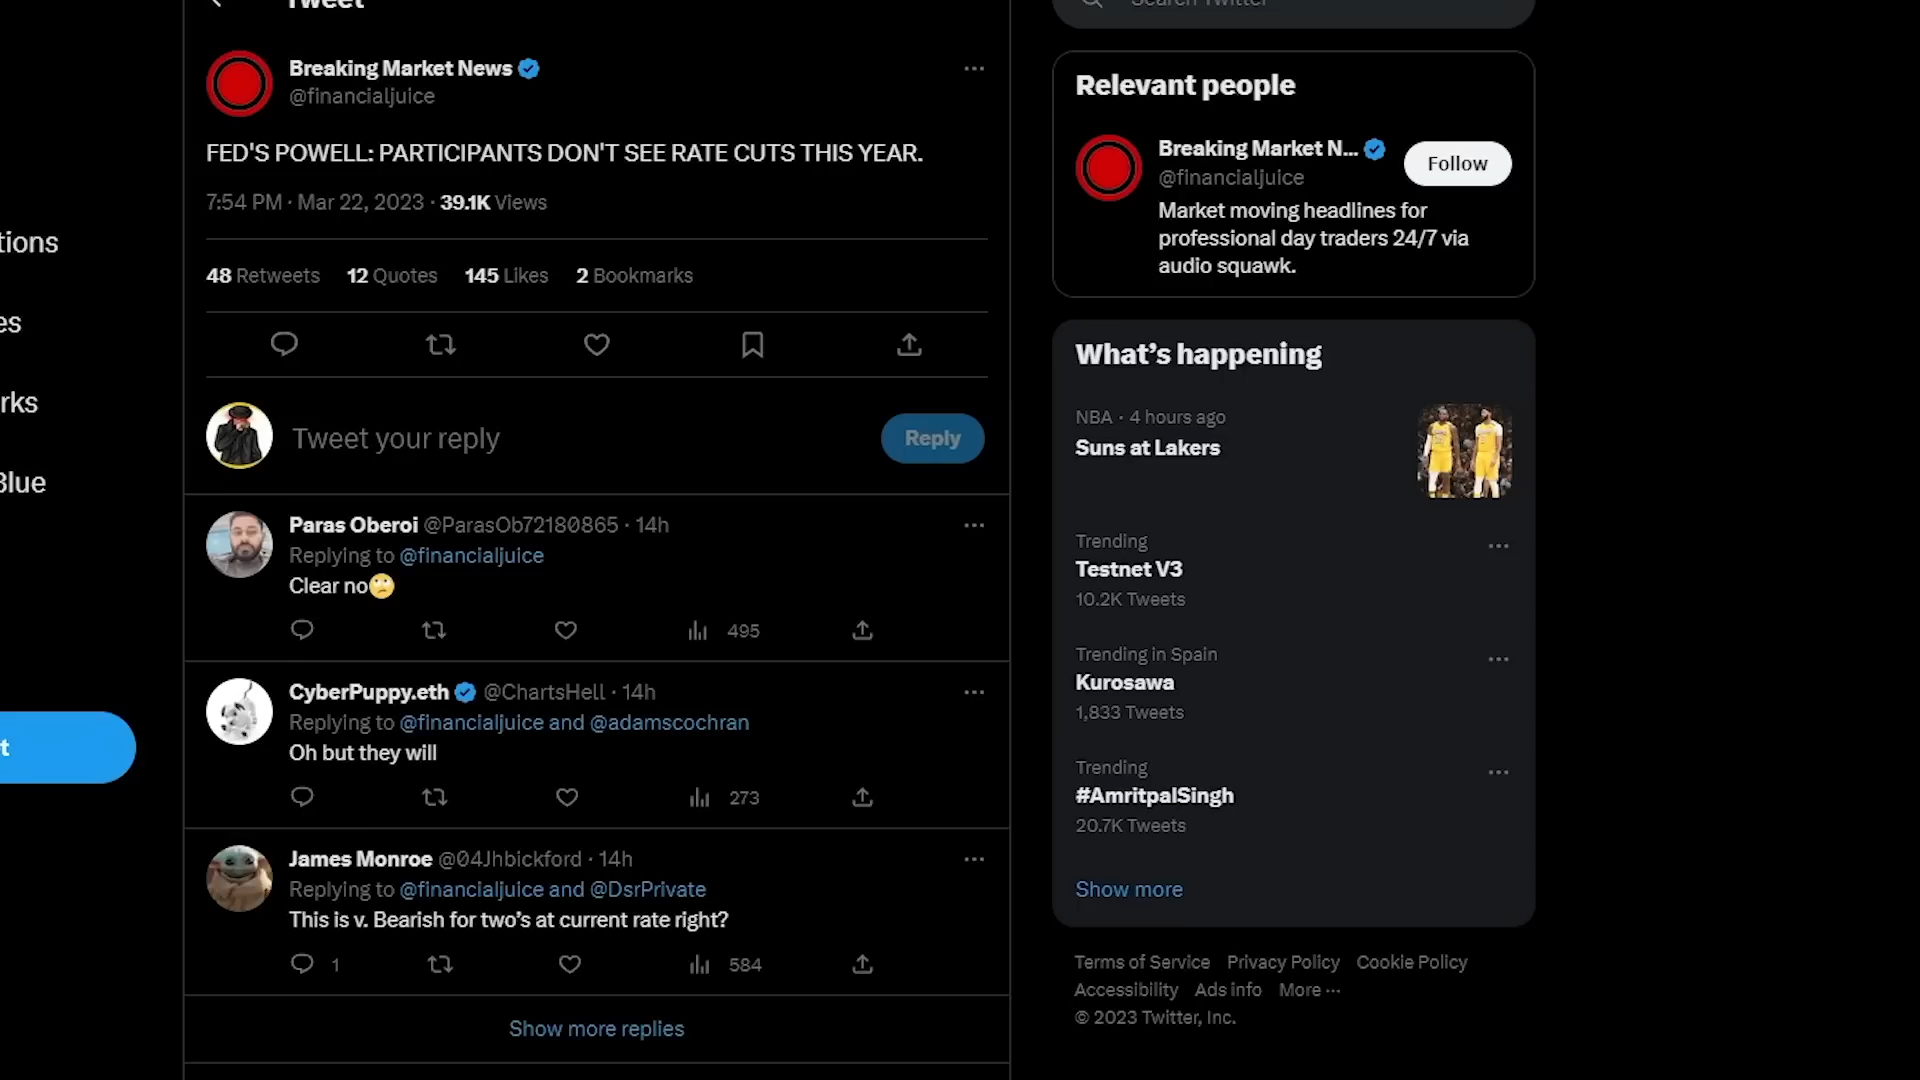 Tweet
Search Twitter
Breaking Market News
@financialjuice
FED'S POWELL: PARTICIPANTS DON'T SEE RATE CUTS THIS YEAR.
7:54 PM · Mar 22, 2023 · 39.1K Views
48 Retweets 12 Quotes 145 Likes 2 Bookmarks
Tweet your reply
Reply
Paras Oberoi @ParasOb72180865 · 14h
Replying to @financialjuice
Clear no🙄
495
CyberPuppy.eth @ChartsHell · 14h
Replying to @financialjuice and @adamscochran
Oh but they will
273
James Monroe @04Jhbickford · 14h
Replying to @financialjuice and @DsrPrivate
This is v. Bearish for two's at current rate right?
1 584
Show more replies
tions
es
rks
Blue
t
Relevant people
Breaking Market N...
@financialjuice
Follow
Market moving headlines for
professional day traders 24/7 via
audio squawk.
What's happening
NBA · 4 hours ago
Suns at Lakers
Trending
Testnet V3
10.2K Tweets
Trending in Spain
Kurosawa
1,833 Tweets
Trending
#AmritpalSingh
20.7K Tweets
Show more
Terms of Service Privacy Policy Cookie Policy
Accessibility Ads info More ...
© 2023 Twitter, Inc.